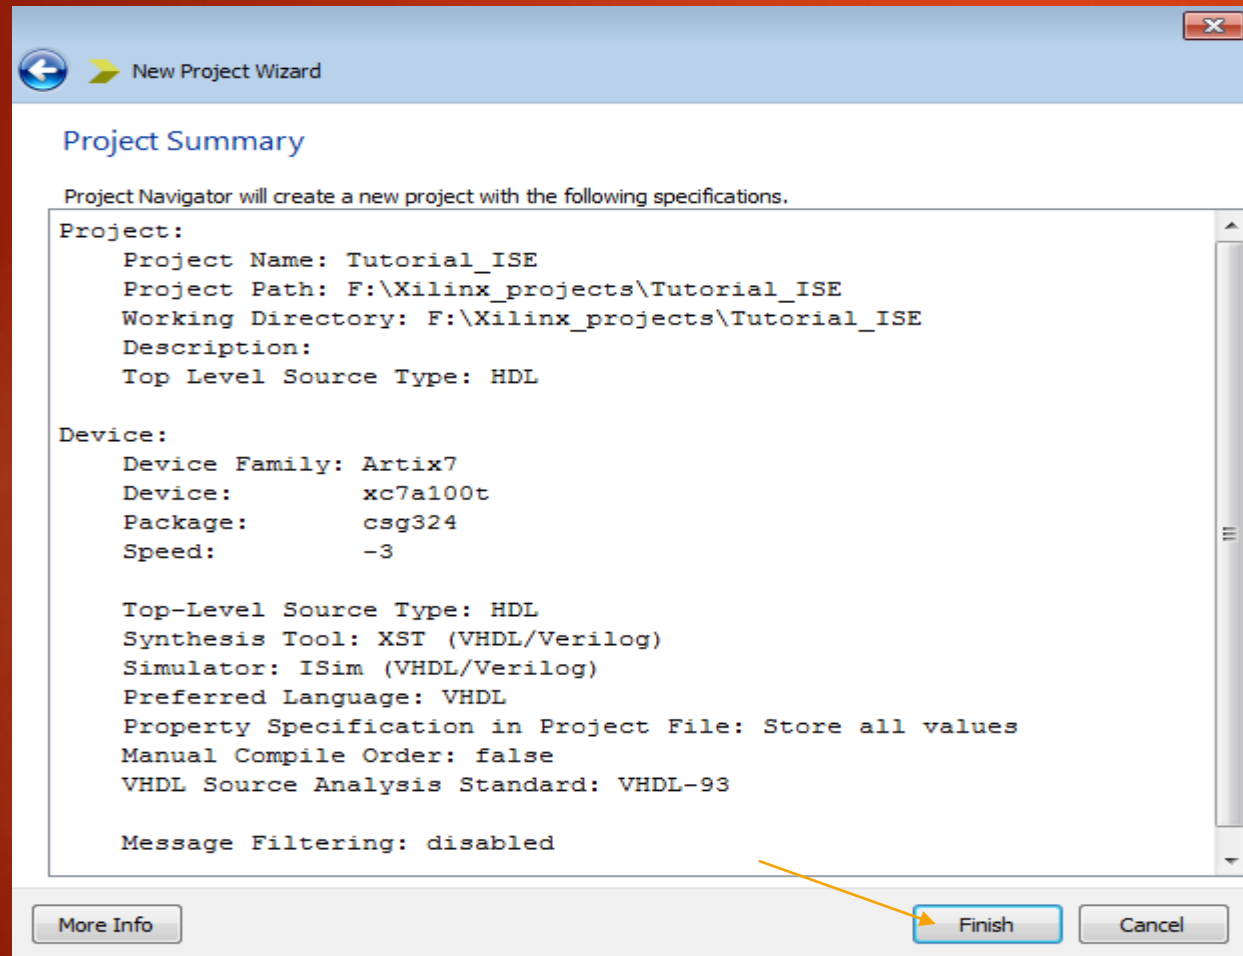 New Project Wizard
Project Summary
Project Navigator will create a new project with the following specifications.
Project:
Project Name: Tutorial_ISE
Project Path: F:\Xilinx_projects\Tutorial_ISE
Working Directory: F:\Xilinx_projects\Tutorial_ISE
Description:
Top Level Source Type: HDL
Device:
Device Family: Artix7
Device: xc7a100t
Package: csg324
Speed: -3
Top-Level Source Type: HDL
Synthesis Tool: XST (VHDL/Verilog)
Simulator: ISim (VHDL/Verilog)
Preferred Language: VHDL
Property Specification in Project File: Store all values
Manual Compile Order: false
VHDL Source Analysis Standard: VHDL-93
Message Filtering: disabled
More Info Finish Cancel